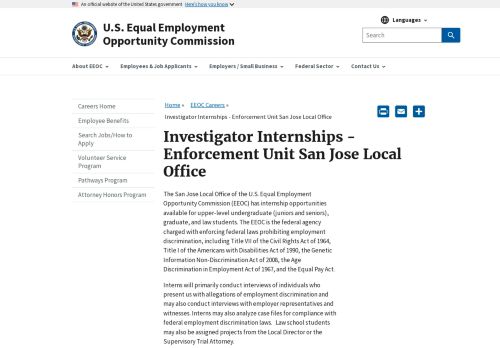 An official website of the United States government Here's how you know
U.S. Equal Employment
Opportunity Commission
Languages
Search
About EEOC
Employees & Job Applicants
Employers / Small Business
Federal Sector
Contact Us
Careers Home
Employee Benefits
Search Jobs/How to
Apply
Volunteer Service
Program
Pathways Program
Attorney Honors Program
Home » EEOC Careers »
Investigator Internships - Enforcement Unit San Jose Local Office
Investigator Internships -
Enforcement Unit San Jose Local
Office
The San Jose Local Office of the U.S. Equal Employment
Opportunity Commission (EEOC) has internship opportunities
available for upper-level undergraduate (juniors and seniors),
graduate, and law students. The EEOC is the federal agency
charged with enforcing federal laws prohibiting employment
discrimination, including Title VII of the Civil Rights Act of 1964,
Title I of the Americans with Disabilities Act of 1990, the Genetic
Information Non-Discrimination Act of 2008, the Age
Discrimination in Employment Act of 1967, and the Equal Pay Act
Interns will primarily conduct interviews of individuals who
present us with allegations of employment discrimination and
may also conduct interviews with employer representatives and
witnesses. Interns may also analyze case files for compliance
with federal employment discrimination laws. Law school students
may also be assigned projects from the Local Director or the
Supervisory Trial Attorney.